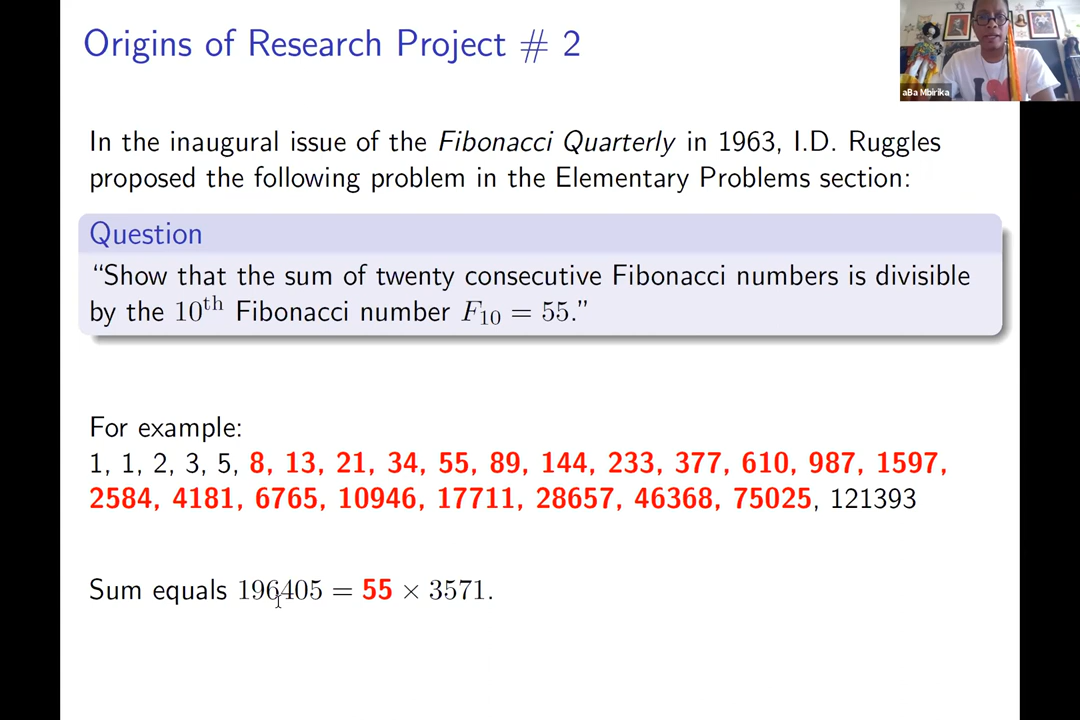 Origins of Research Project # 2
aBa Mbirika
In the inaugural issue of the Fibonacci Quarterly in 1963, I.D. Ruggles
proposed the following problem in the Elementary Problems section:
Question
“Show that the sum of twenty consecutive Fibonacci numbers is divisible
by the 10th Fibonacci number F10 = 55.”
For example:
1, 1, 2, 3, 5, 8, 13, 21, 34, 55, 89, 144, 233, 377, 610, 987, 1597,
2584, 4181, 6765, 10946, 17711, 28657, 46368, 75025, 121393
Sum equals 196405 = 55 × 3571.